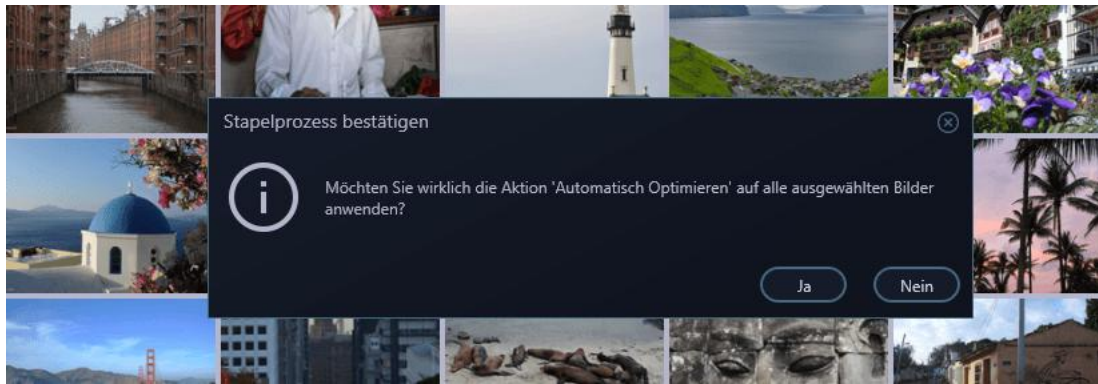 Stapelprozess bestätigen
Möchten Sie wirklich die Aktion 'Automatisch Optimieren' auf alle ausgewählten Bilder
anwenden?
Ja
Nein